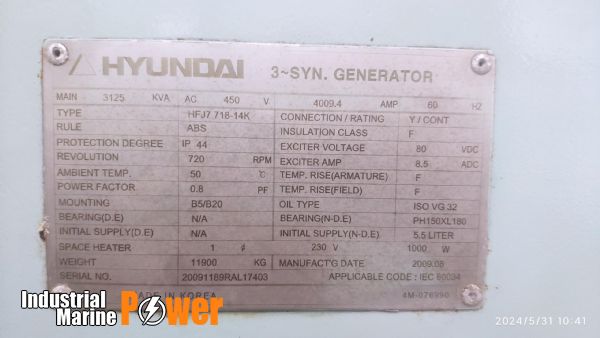 HYUNDAI 3~SYN. GENERATOR
MAIN 3125 KVA AC 450 V 4009.4 AMP 60 HZ
TYPE HFJ7 718-14K CONNECTION / RATING Y / CONT
RULE ABS INSULATION CLASS F
PROTECTION DEGREE IP 44 EXCITER VOLTAGE 80 VDC
REVOLUTION 720 RPM EXCITER AMP 8.5 ADC
AMBIENT TEMP. 50 ℃ TEMP. RISE(ARMATURE) F
POWER FACTOR 0.8 PF TEMP. RISE(FIELD) F
MOUNTING B5/B20 OIL TYPE ISO VG 32
BEARING(D.E) N/A BEARING(N-D.E) PH150XL180
INITIAL SUPPLY(D.E) N/A INITIAL SUPPLY(N-D.E) 5.5 LITER
SPACE HEATER 1 ∮ 230 V 1000 W
WEIGHT 11900 KG MANUFACT'G DATE 2009.08
SERIAL NO. 20091189RAL17403 APPLICABLE CODE : IEC 60034
MADE IN KOREA 4M-076990
Industrial
Marine Power
2024/5/31 10:41